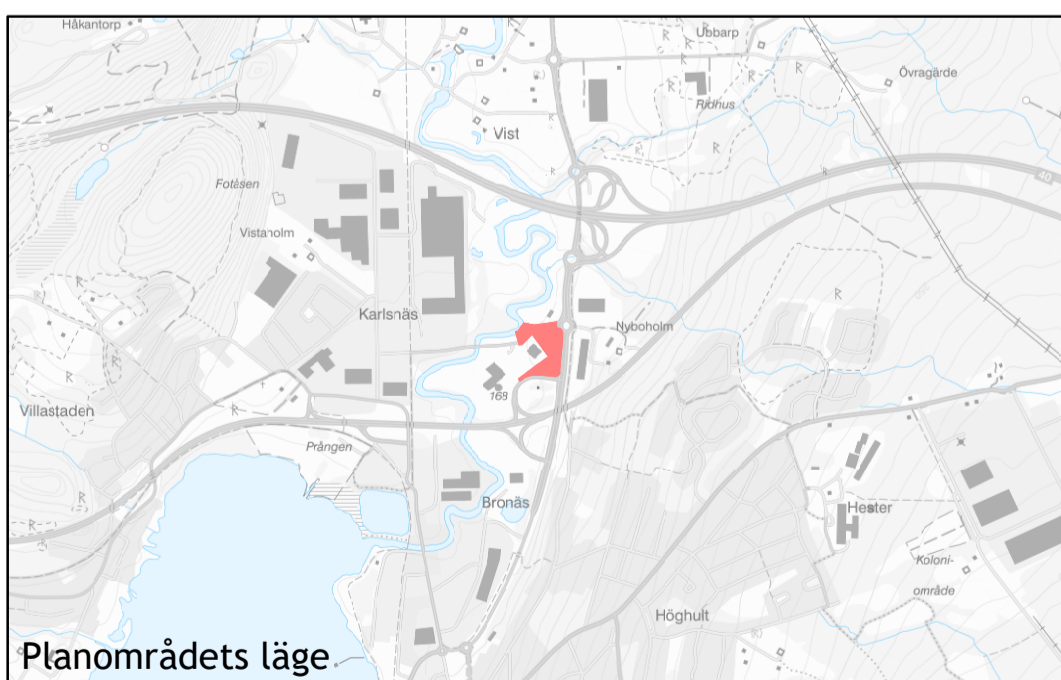 Håkantorp
Ubbarp
Övragärde
Ridhus
Vist
R
R
R
R
R
R
40
Fotåsen
Vistaholm
Karlsnäs
Nyboholm
R
R
168
Villastaden
R
Prången
R
R
Bronäs
Hester
Koloni-
område
Höghult
Planområdets läge